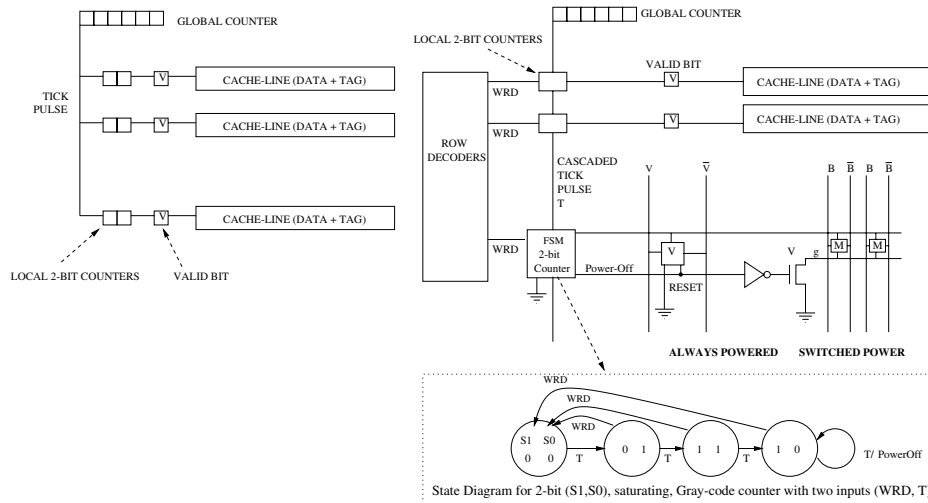 GLOBAL COUNTER
TICK
PULSE
V
CACHE-LINE (DATA + TAG)
V
CACHE-LINE (DATA + TAG)
V
CACHE-LINE (DATA + TAG)
LOCAL 2-BIT COUNTERS
VALID BIT
GLOBAL COUNTER
LOCAL 2-BIT COUNTERS
VALID BIT
ROW
DECODERS
WRD
V
CACHE-LINE (DATA + TAG)
WRD
V
CACHE-LINE (DATA + TAG)
CASCADED
TICK
PULSE
T
V
V
B
B
B
B
WRD
FSM
2-bit
Counter
V
V
g
M
M
Power-Off
RESET
ALWAYS POWERED
SWITCHED POWER
WRD
WRD
WRD
S1 S0
0 0
T
0 1
T
1 1
T
1 0
T/ PowerOff
State Diagram for 2-bit (S1,S0), saturating, Gray-code counter with two inputs (WRD, T)